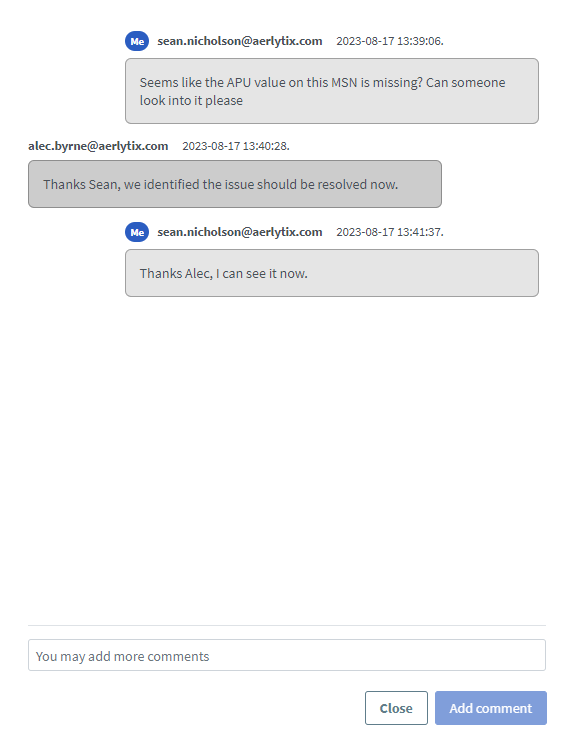 Me sean.nicholson@aerlytix.com 2023-08-17 13:39:06.
Seems like the APU value on this MSN is missing? Can someone
look into it please
alec.byrne@aerlytix.com 2023-08-17 13:40:28.
Thanks Sean, we identified the issue should be resolved now.
Me sean.nicholson@aerlytix.com 2023-08-17 13:41:37.
Thanks Alec, I can see it now.
You may add more comments
Close Add comment